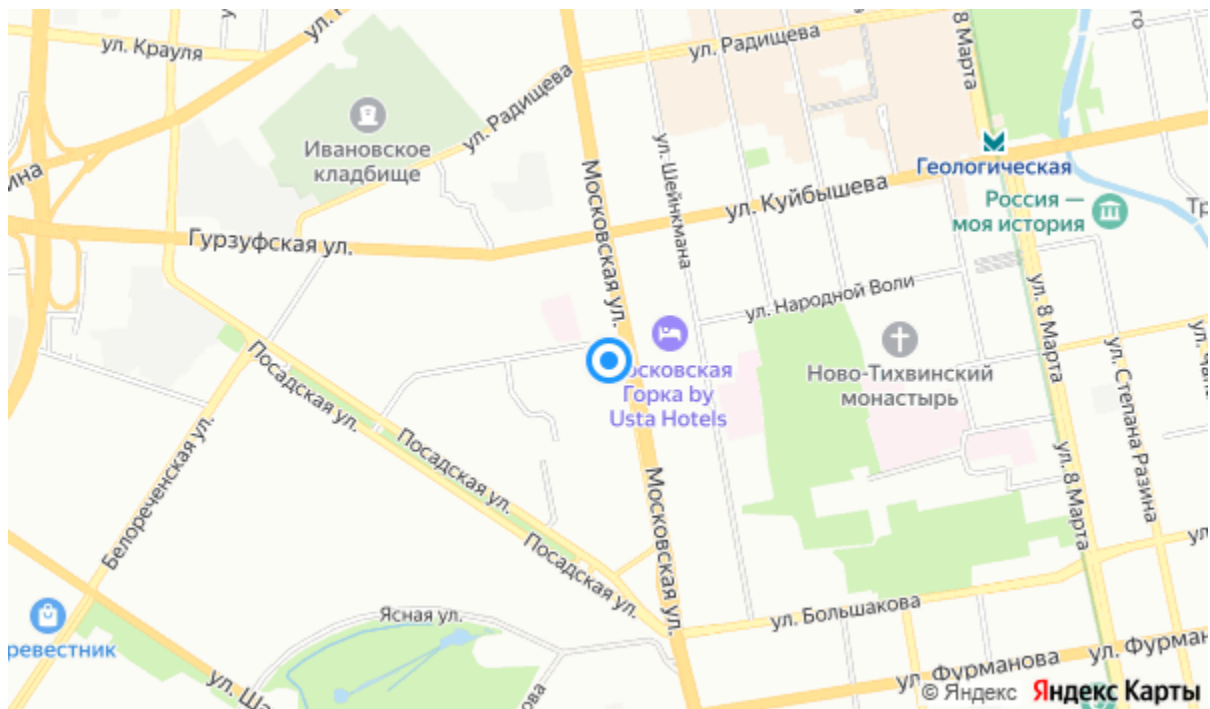 ул. Крауля
ул. Радищева
8 Марта
Ивановское
кладбище
ул. Радищева
ул. Шейнкмана
Московская ул.
Геологическая
ул. Куйбышева
Россия —
моя история
Гурзуфская ул.
ул. Народной Воли
ул. 8 Марта
Московская
Горка by
Usta Hotels
Ново-Тихвинский
монастырь
ул. Степана Разина
Посадская ул.
Посадская ул.
Белореченская ул.
Московская ул.
ул. 8 Марта
Посадская ул.
Ясная ул.
ул. Большакова
ревестник
ул. Фурманова
ул. Фурман
© Яндекс Яндекс Карты